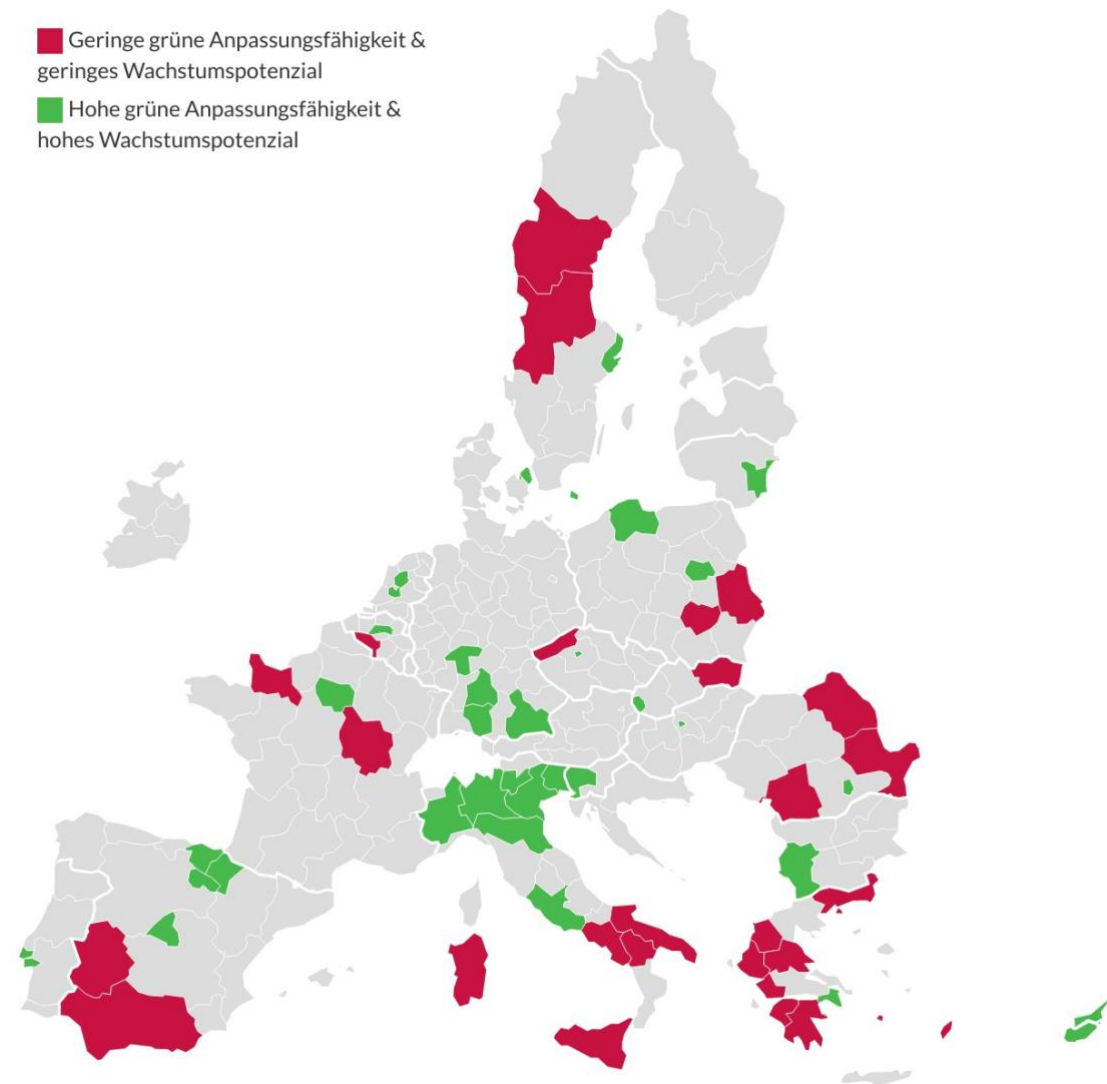 Geringe grüne Anpassungsfähigkeit &
geringes Wachstumspotenzial
Hohe grüne Anpassungsfähigkeit &
hohes Wachstumspotenzial